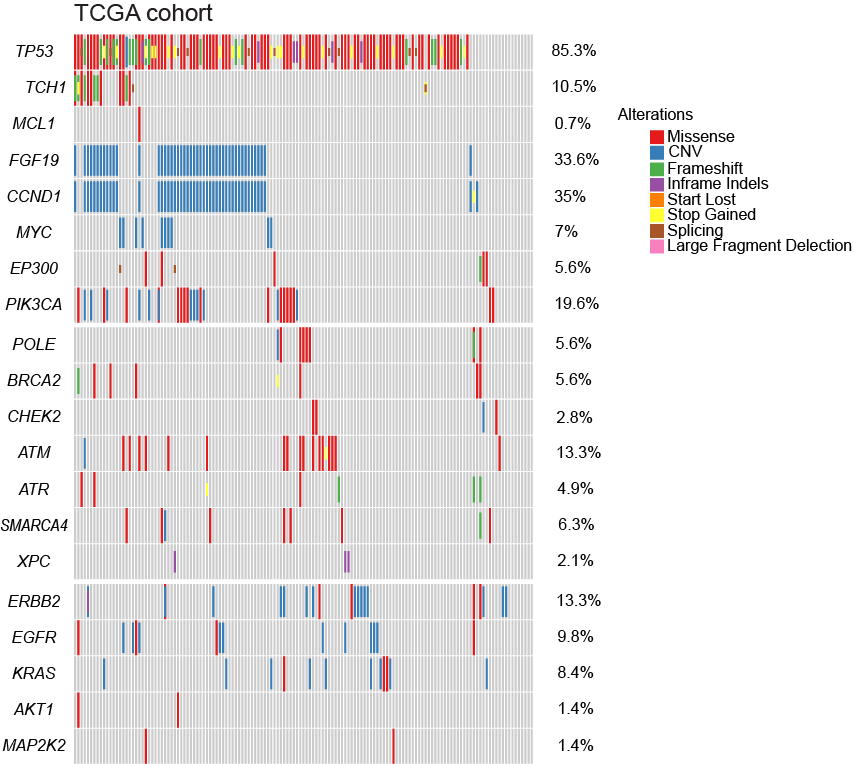 TCGA cohort
TP53 85.3%
TCH1 10.5%
MCL1 0.7%
FGF19 33.6%
CCND1 35%
MYC 7%
EP300 5.6%
PIK3CA 19.6%
POLE 5.6%
BRCA2 5.6%
CHEK2 2.8%
ATM 13.3%
ATR 4.9%
SMARCA4 6.3%
XPC 2.1%
ERBB2 13.3%
EGFR 9.8%
KRAS 8.4%
AKT1 1.4%
MAP2K2 1.4%
Alterations
Missense
CNV
Frameshift
Inframe Indels
Start Lost
Stop Gained
Splicing
Large Fragment Delection